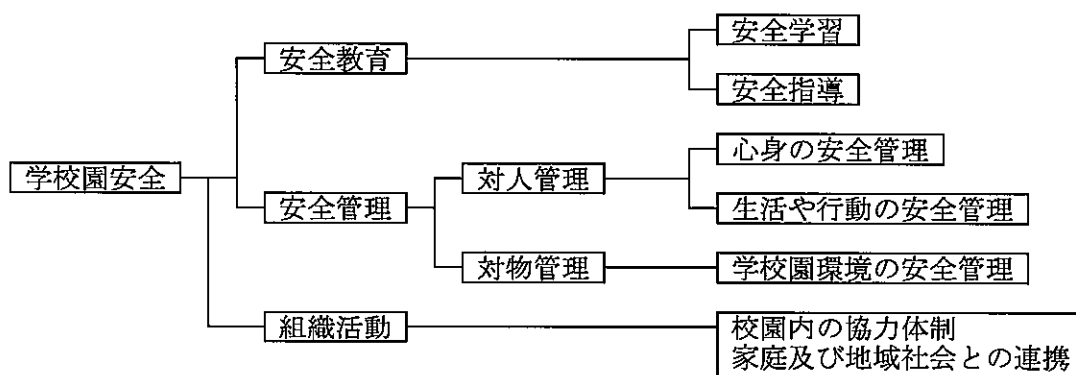 学校園安全
安全教育
安全学習
安全指導
安全管理
対人管理
心身の安全管理
生活や行動の安全管理
対物管理
学校園環境の安全管理
組織活動
校園内の協力体制
家庭及び地域社会との連携